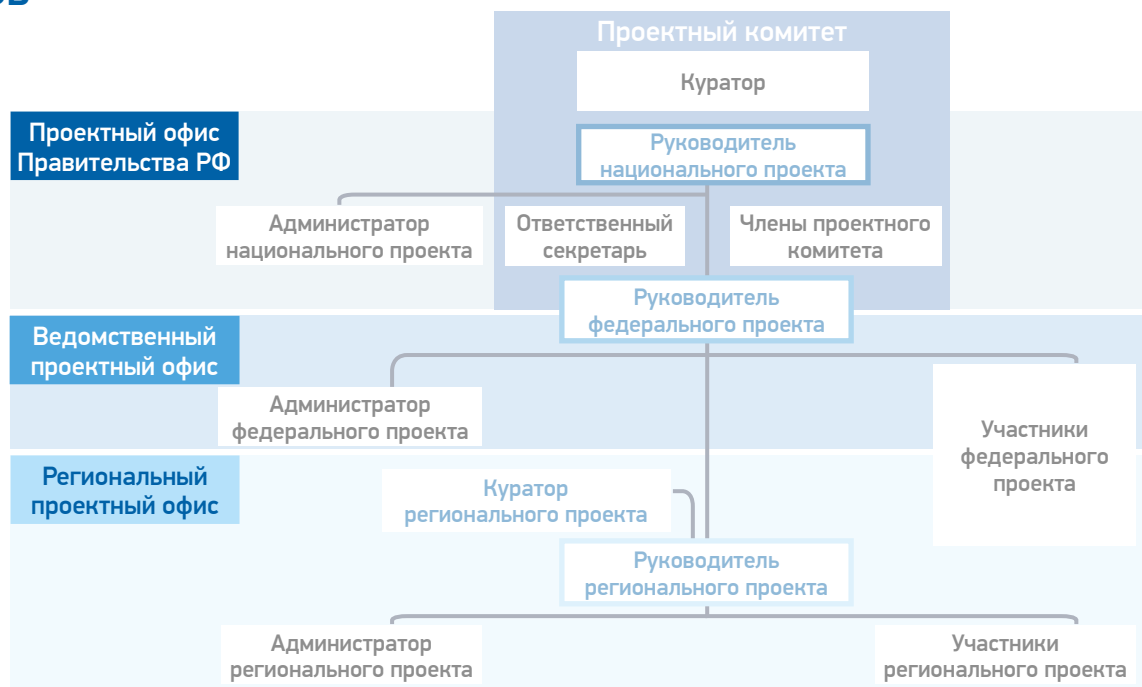 ов
Проектный комитет
Куратор
Проектный офис
Правительства РФ
Руководитель
национального проекта
Администратор
национального проекта
Ответственный
секретарь
Члены проектного
комитета
Руководитель
федерального проекта
Ведомственный
проектный офис
Администратор
федерального проекта
Участники
федерального
проекта
Региональный
проектный офис
Куратор
регионального проекта
Руководитель
регионального проекта
Администратор
регионального проекта
Участники
регионального проекта